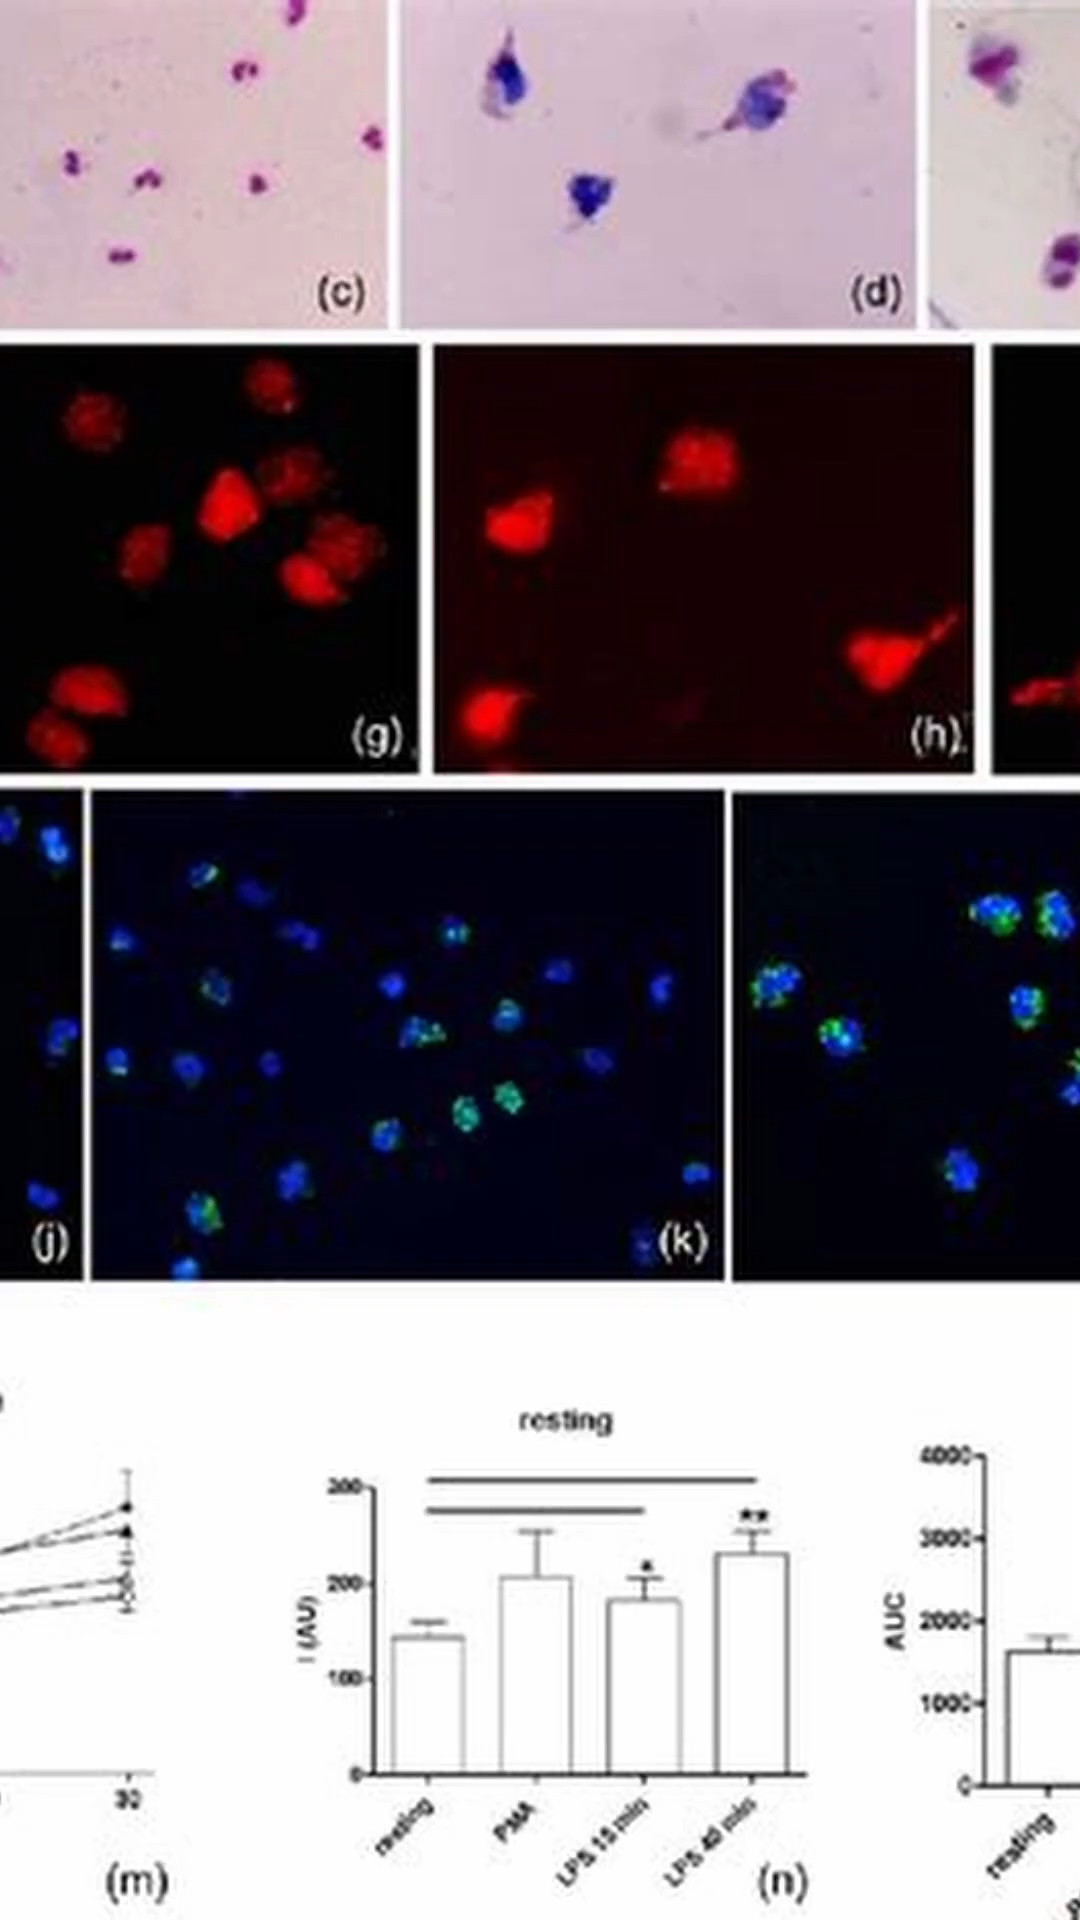 (c)
(d)
(g)
(h)
(j)
(k)
resting
300
200
100
0
I (AU)
*
**
resting
PMA
LPS 15 min
LPS 40 min
(n)
30
(m)
4000
3000
2000
1000
0
AUC
resting